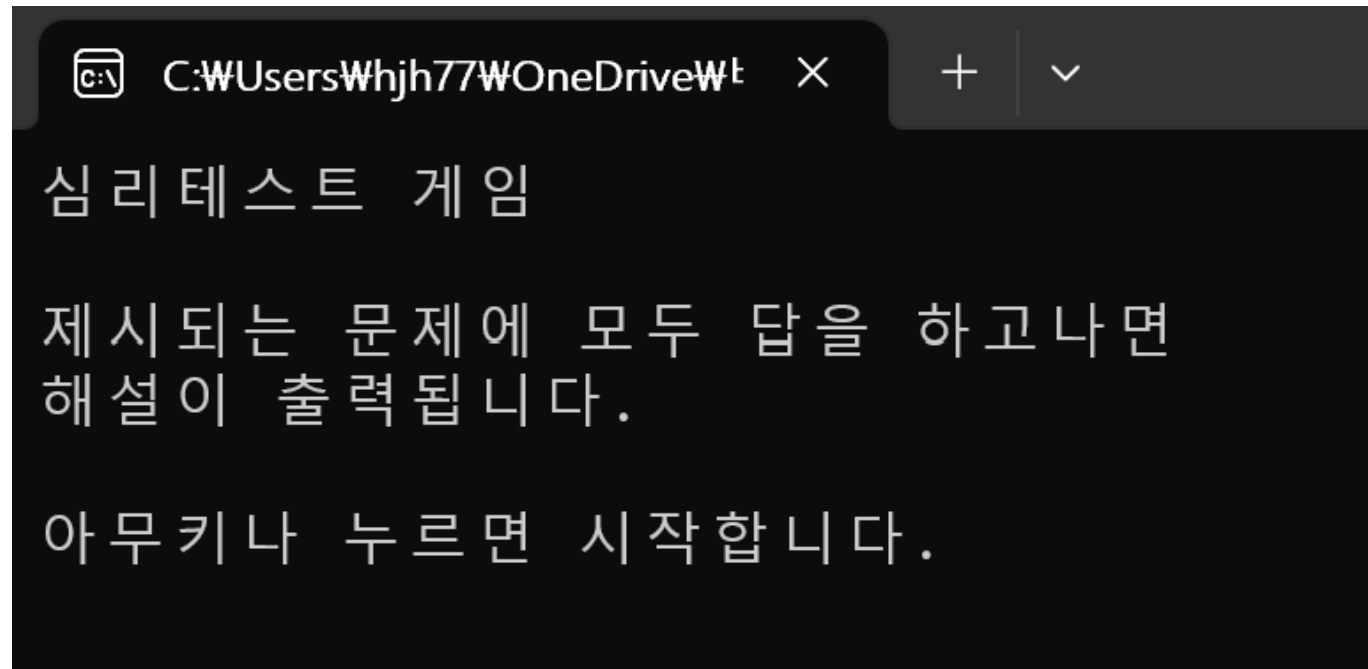 C:₩Users₩hjh77₩OneDrive₩
심리테스트 게임
제시되는 문제에 모두 답을 하고나면
해설이 출력됩니다.
아무키나 누르면 시작합니다.